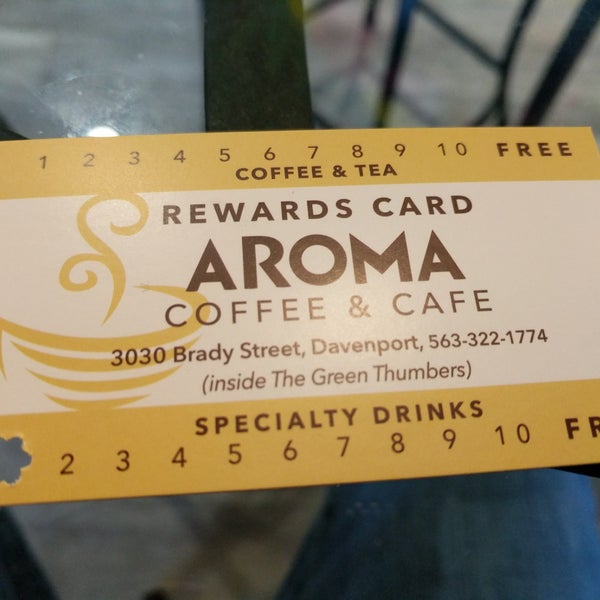 1 2 3 4 5 6 7 8 9 10 FREE
COFFEE & TEA
REWARDS CARD
AROMA
COFFEE & CAFE
3030 Brady Street, Davenport, 563-322-1774
(inside The Green Thumbers)
SPECIALTY DRINKS
2 3 4 5 6 7 8 9 10 FR